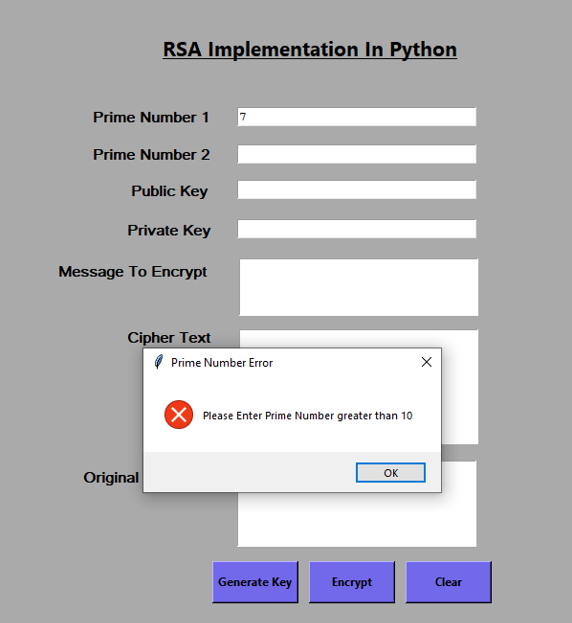 RSA Implementation In Python
Prime Number 1
7
Prime Number 2
Public Key
Private Key
Message To Encrypt
Cipher Text
Prime Number Error
Please Enter Prime Number greater than 10
OK
Original
Generate Key
Encrypt
Clear